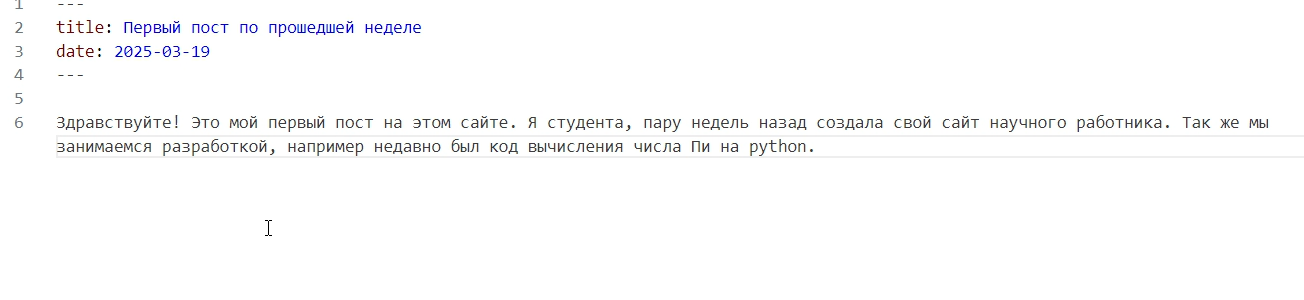 1 ---
2 title: Первый пост по прошедшей неделе
3 date: 2025-03-19
4 ---
5
6 Здравствуйте! Это мой первый пост на этом сайте. Я студента, пару недель назад создала свой сайт научного работника. Так же мы
занимаемся разработкой, например недавно был код вычисления числа Пи на python.